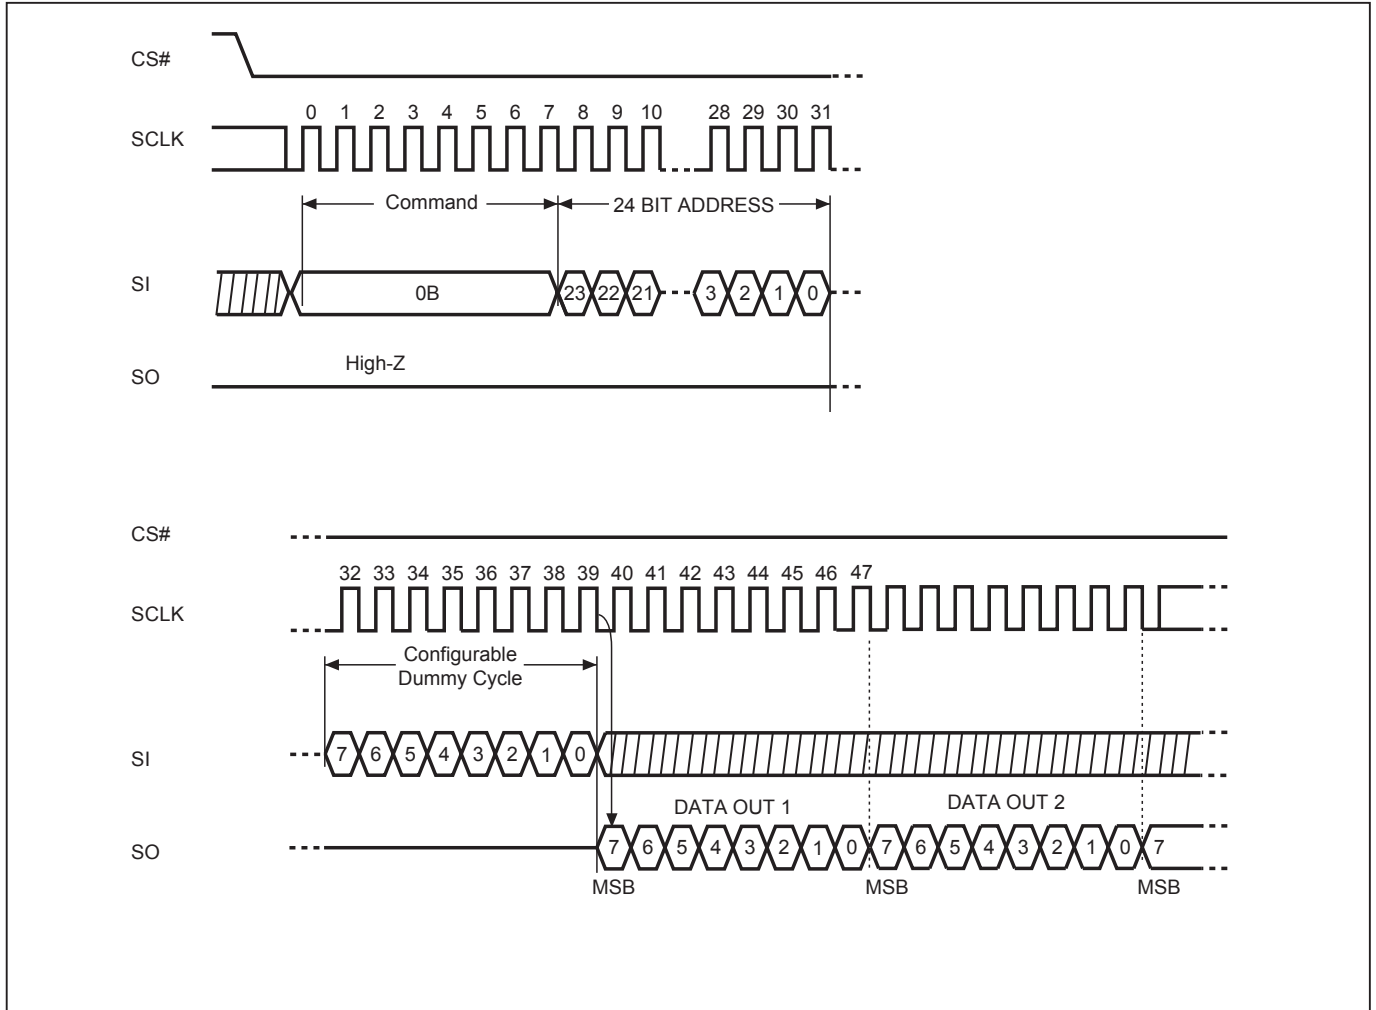 CS#
0 1 2 3 4 5 6 7 8 9 10 28 29 30 31
SCLK
Command 24 BIT ADDRESS
SI 0B 23 22 21 3 2 1 0
High-Z
SO
CS#
32 33 34 35 36 37 38 39 40 41 42 43 44 45 46 47
SCLK
Configurable
Dummy Cycle
SI 7 6 5 4 3 2 1 0
DATA OUT 1 DATA OUT 2
SO 7 6 5 4 3 2 1 0 7 6 5 4 3 2 1 0 7
MSB MSB MSB